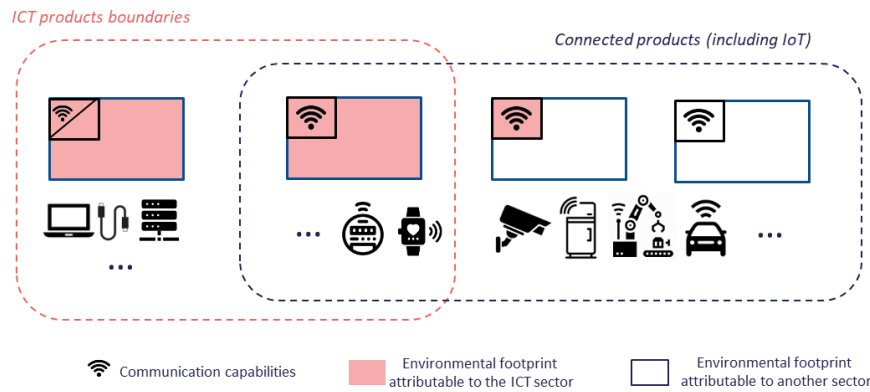 ICT products boundaries
Connected products (including IoT)
...
...
...
Communication capabilities
Environmental footprint
attributable to the ICT sector
Environmental footprint
attributable to another sector